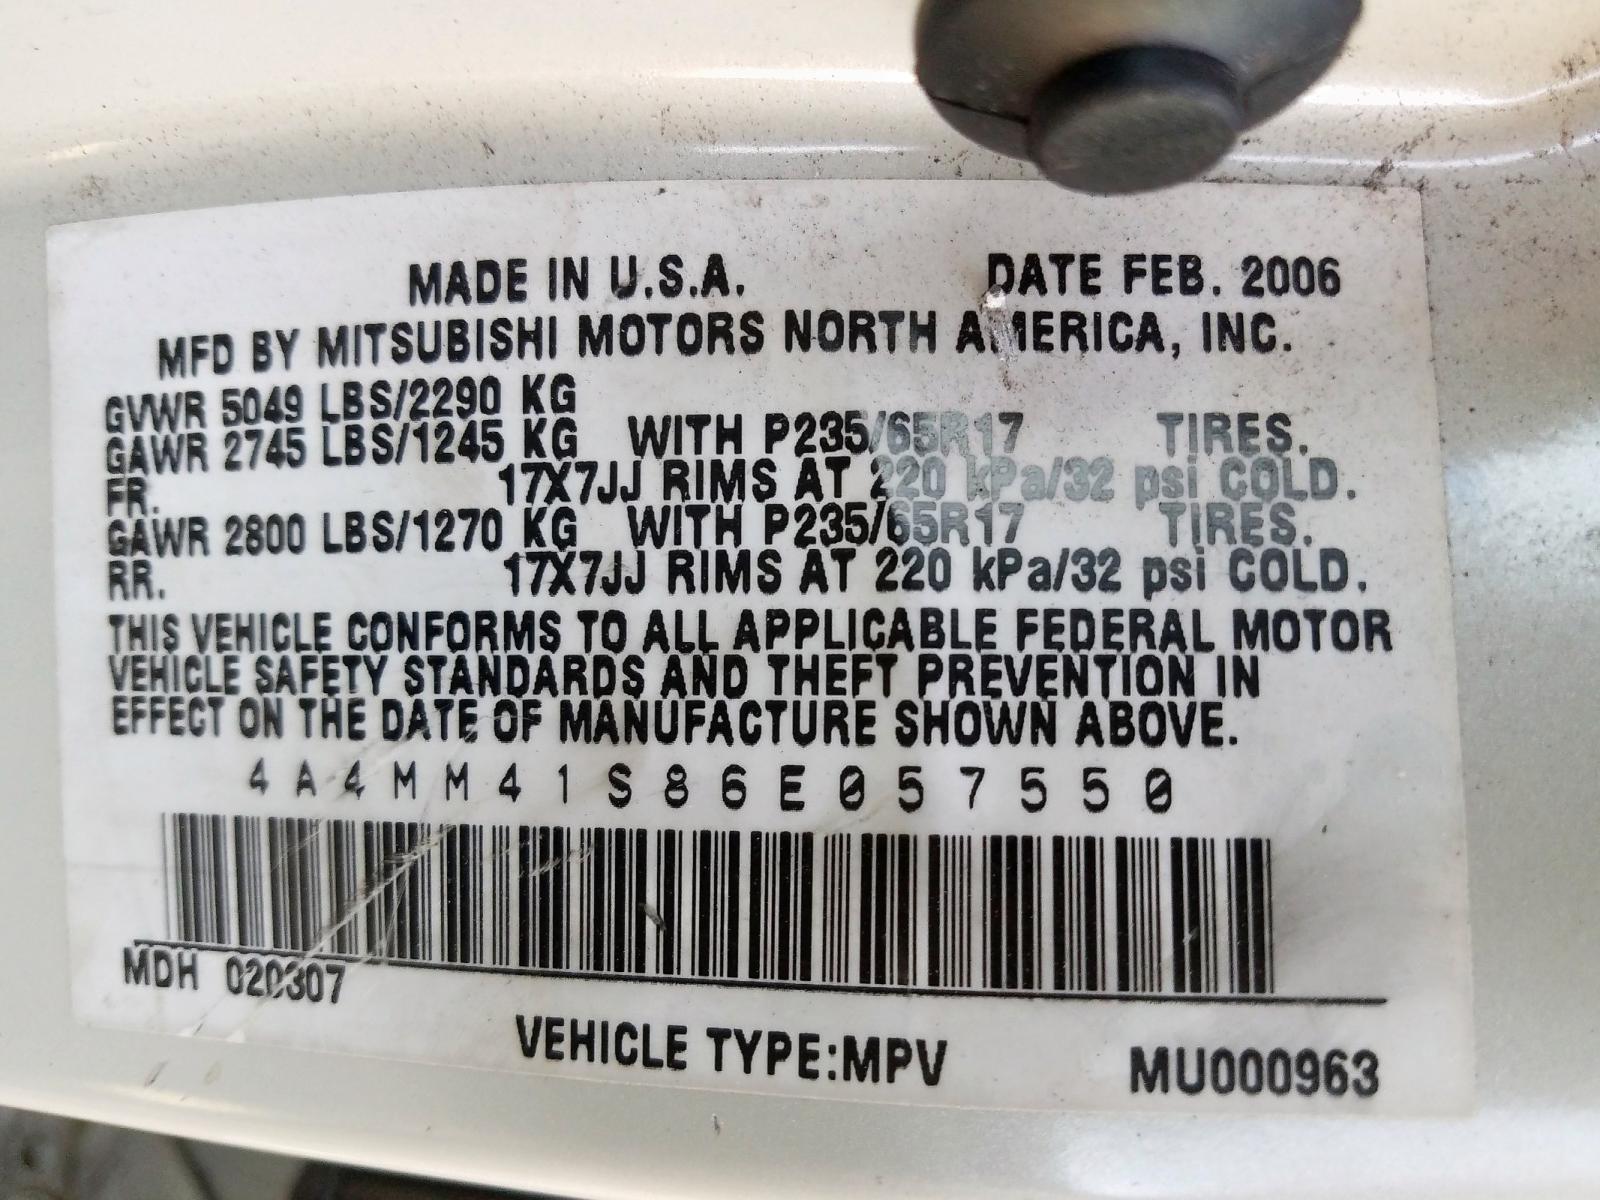 MADE IN U.S.A. DATE FEB. 2006
MFD BY MITSUBISHI MOTORS NORTH AMERICA, INC.
GVWR 5049 LBS/2290 KG
GAWR 2745 LBS/1245 KG WITH P235/65R17 TIRES.
FR. 17X7JJ RIMS AT 220 kPa/32 psi COLD.
GAWR 2800 LBS/1270 KG WITH P235/65R17 TIRES.
RR. 17X7JJ RIMS AT 220 kPa/32 psi COLD.
THIS VEHICLE CONFORMS TO ALL APPLICABLE FEDERAL MOTOR
VEHICLE SAFETY STANDARDS AND THEFT PREVENTION IN
EFFECT ON THE DATE OF MANUFACTURE SHOWN ABOVE.
4A4MM41S86E057550
MDH 020307
VEHICLE TYPE:MPV MU000963